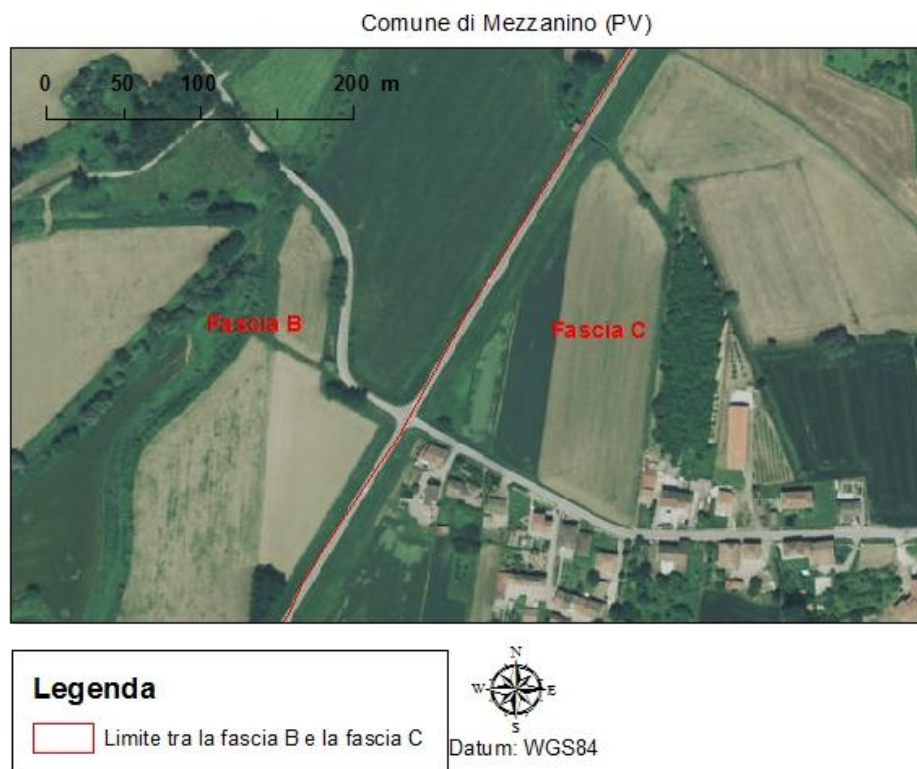 Comune di Mezzanino (PV)
0 50 100 200 m
Fascia B
Fascia C
Legenda
Limite tra la fascia B e la fascia C
N
W E
S
Datum: WGS84